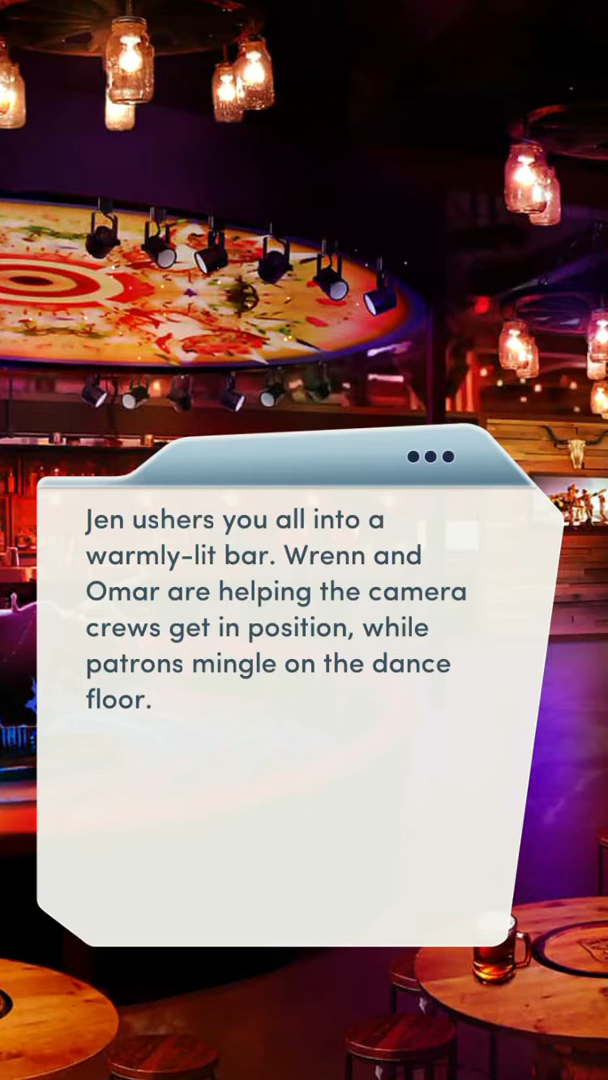 Jen ushers you all into a
warmly-lit bar. Wrenn and
Omar are helping the camera
crews get in position, while
patrons mingle on the dance
floor.